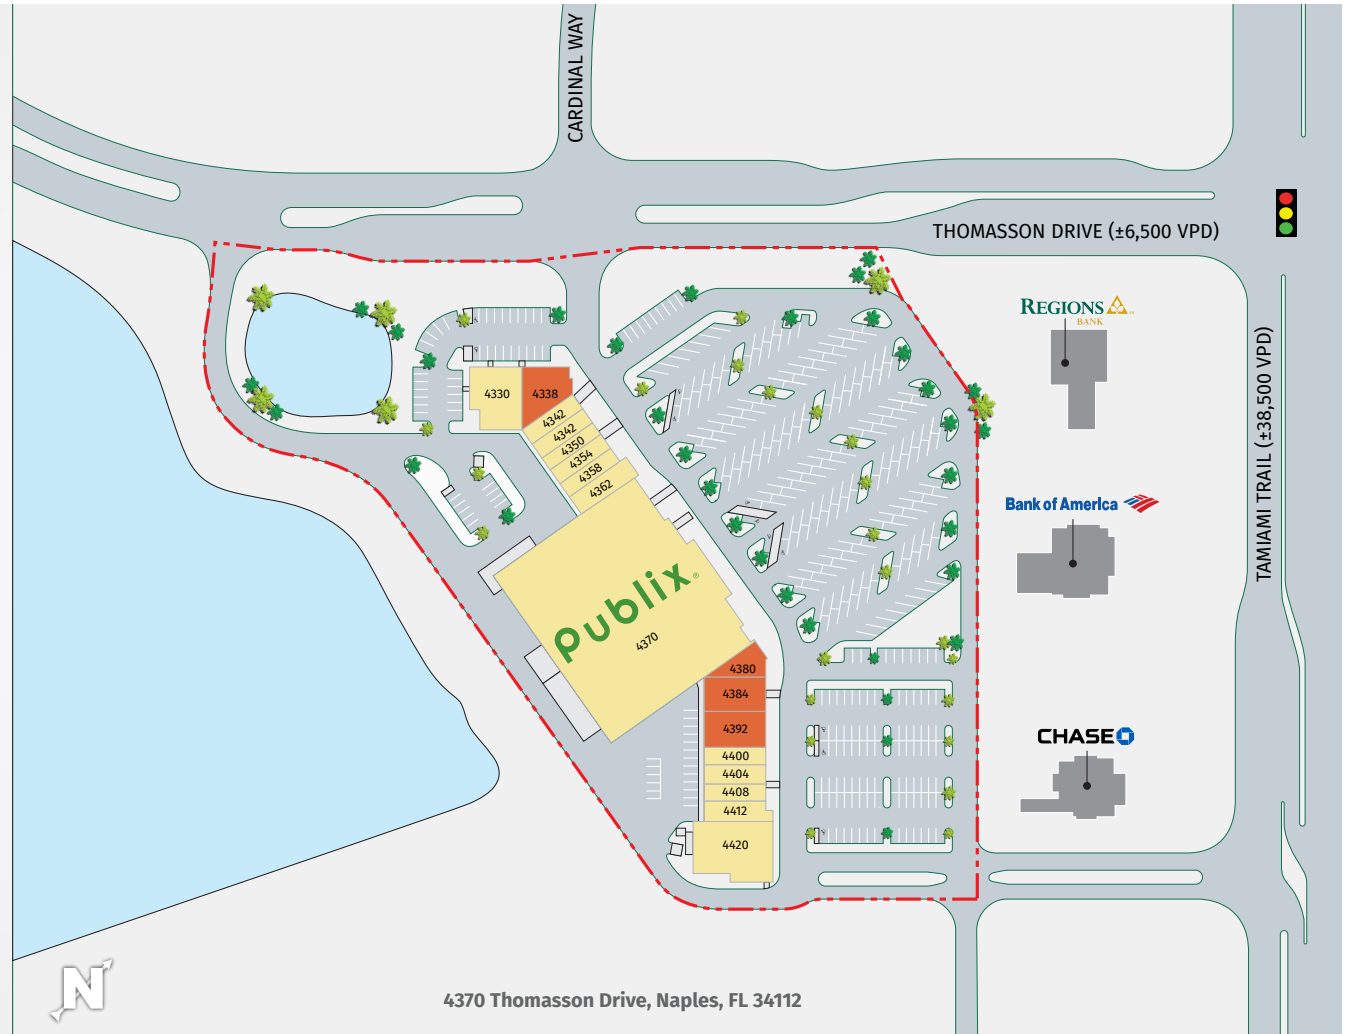 CARDINAL WAY
THOMASSON DRIVE (±6,500 VPD)
REGIONS
BANK
TAMIAMI TRAIL (±38,500 VPD)
4330
4338
4342
4342
4350
4354
4358
4362
Bank of America
publix®
4370
4380
4384
4392
4400
4404
4408
4412
4420
CHASE
N
4370 Thomasson Drive, Naples, FL 34112